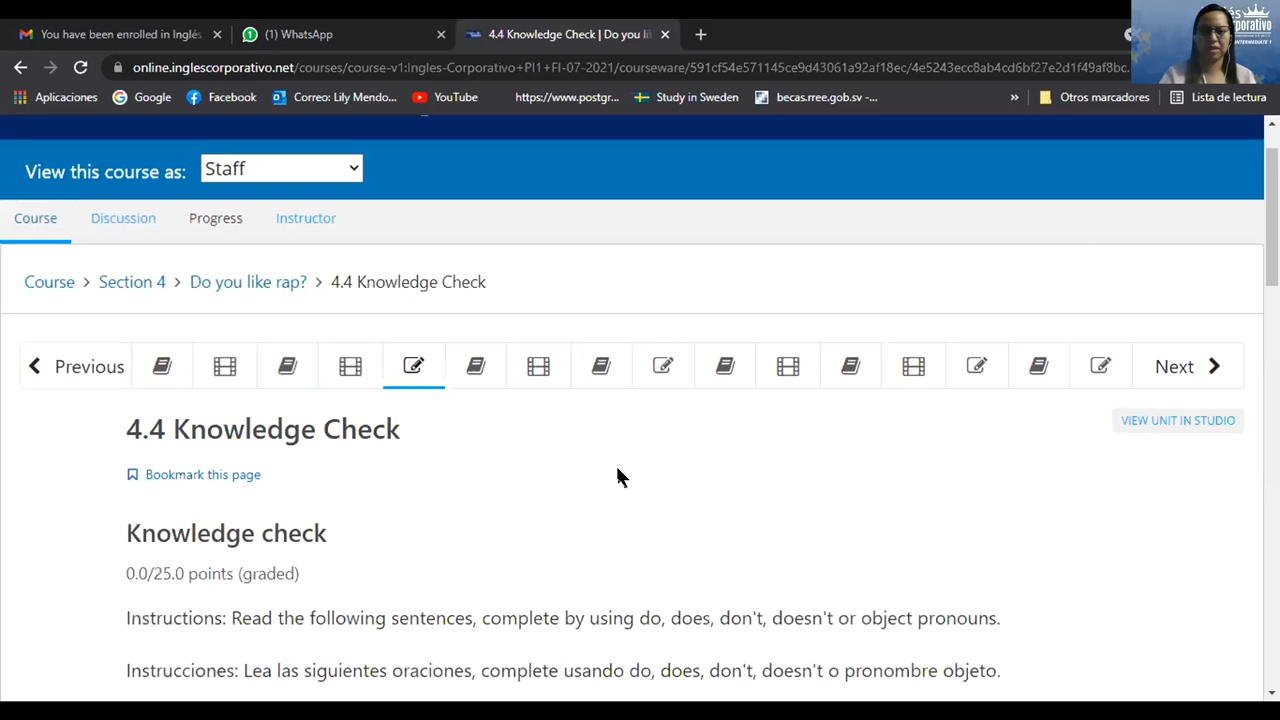 You have been enrolled in Inglés
(1) WhatsApp
4.4 Knowledge Check | Do you li
online.inglescorporativo.net/courses/course-v1:Ingles-Corporativo+PI1+FI-07-2021/courseware/591cf54e571145ce9d43061a92af18ec/4e5243ecc8ab4cd6bf27e2d1f49af8bc...
Aplicaciones Google Facebook Correo: Lily Mendo... YouTube https://www.postgr... Study in Sweden becas.rree.gob.sv -... » Otros marcadores Lista de lectura
INTERMEDIATE 1
View this course as: Staff
Course Discussion Progress Instructor
Course > Section 4 > Do you like rap? > 4.4 Knowledge Check
Previous Next
4.4 Knowledge Check
VIEW UNIT IN STUDIO
Bookmark this page
Knowledge check
0.0/25.0 points (graded)
Instructions: Read the following sentences, complete by using do, does, don't, doesn't or object pronouns.
Instrucciones: Lea las siguientes oraciones, complete usando do, does, don't, doesn't o pronombre objeto.